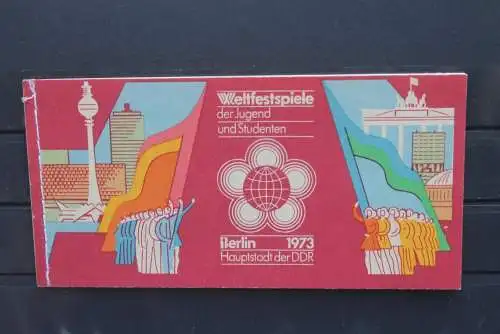 Weltfestspiele
der Jugend
und Studenten
Berlin 1973
Hauptstadt der DDR